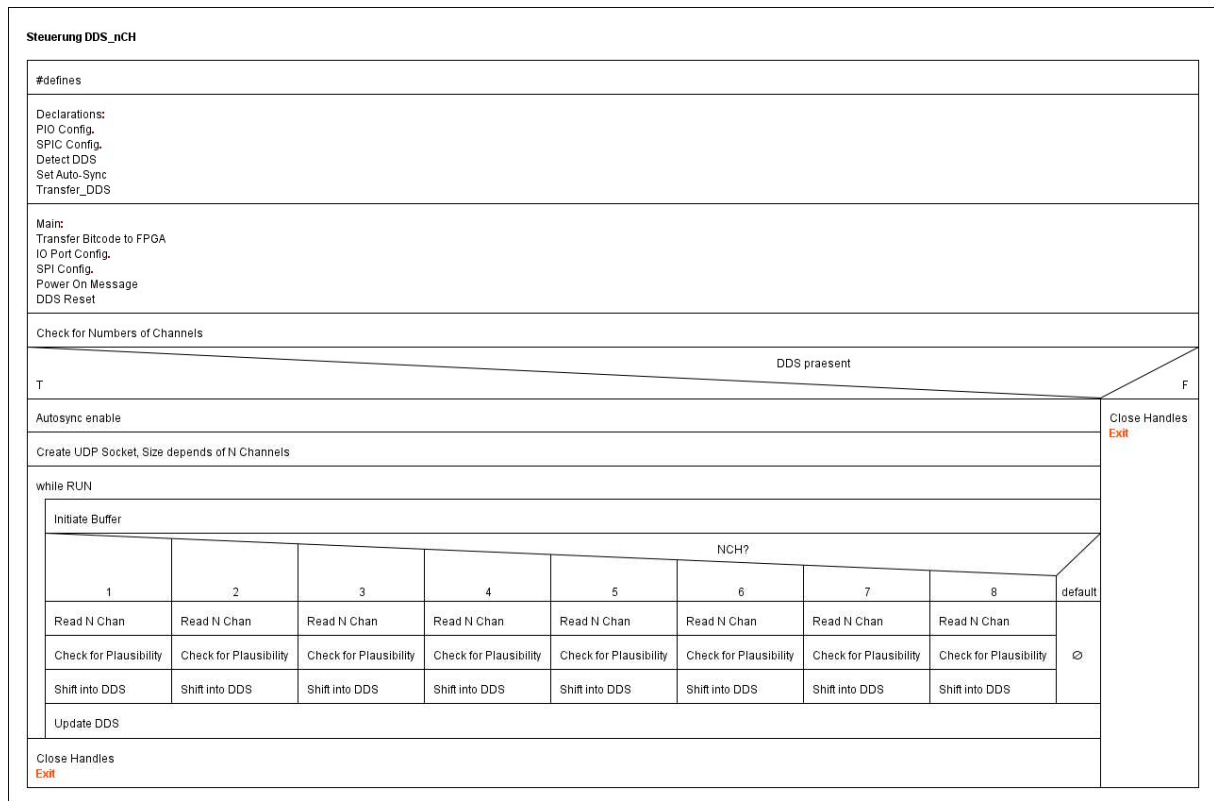 Steuerung DDS_nCH
#defines
Declarations:
PIO Config.
SPIC Config.
Detect DDS
Set Auto-Sync
Transfer_DDS
Main:
Transfer Bitcode to FPGA
IO Port Config.
SPI Config.
Power On Message
DDS Reset
Check for Numbers of Channels
DDS praesent
T F
Autosync enable
Close Handles
Exit
Create UDP Socket, Size depends of N Channels
while RUN
Initiate Buffer
NCH?
1 2 3 4 5 6 7 8 default
Read N Chan Read N Chan Read N Chan Read N Chan Read N Chan Read N Chan Read N Chan Read N Chan
Check for Plausibility Check for Plausibility Check for Plausibility Check for Plausibility Check for Plausibility Check for Plausibility Check for Plausibility Check for Plausibility ∅
Shift into DDS Shift into DDS Shift into DDS Shift into DDS Shift into DDS Shift into DDS Shift into DDS Shift into DDS
Update DDS
Close Handles
Exit